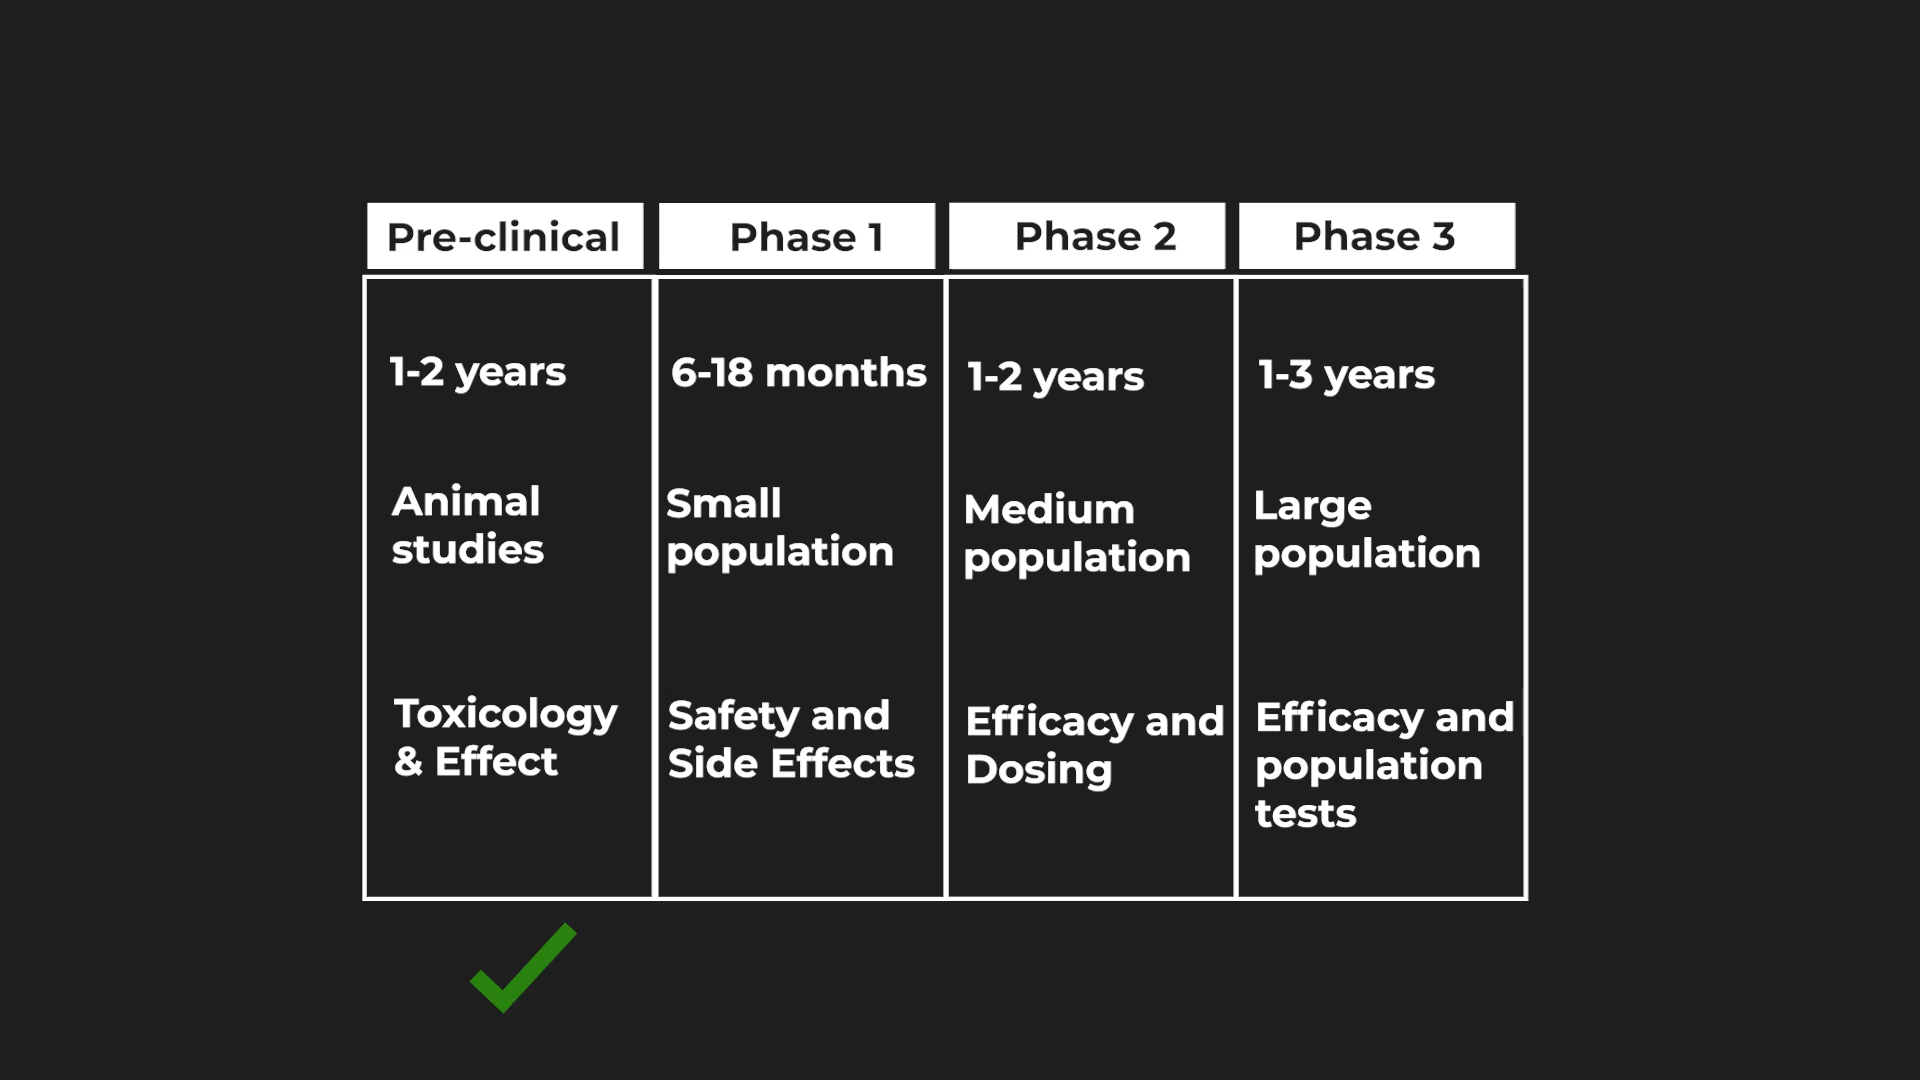 Pre-clinical
Phase 1
Phase 2
Phase 3
1-2 years
6-18 months
1-2 years
1-3 years
Animal
studies
Small
population
Medium
population
Large
population
Toxicology
& Effect
Safety and
Side Effects
Efficacy and
Dosing
Efficacy and
population
tests